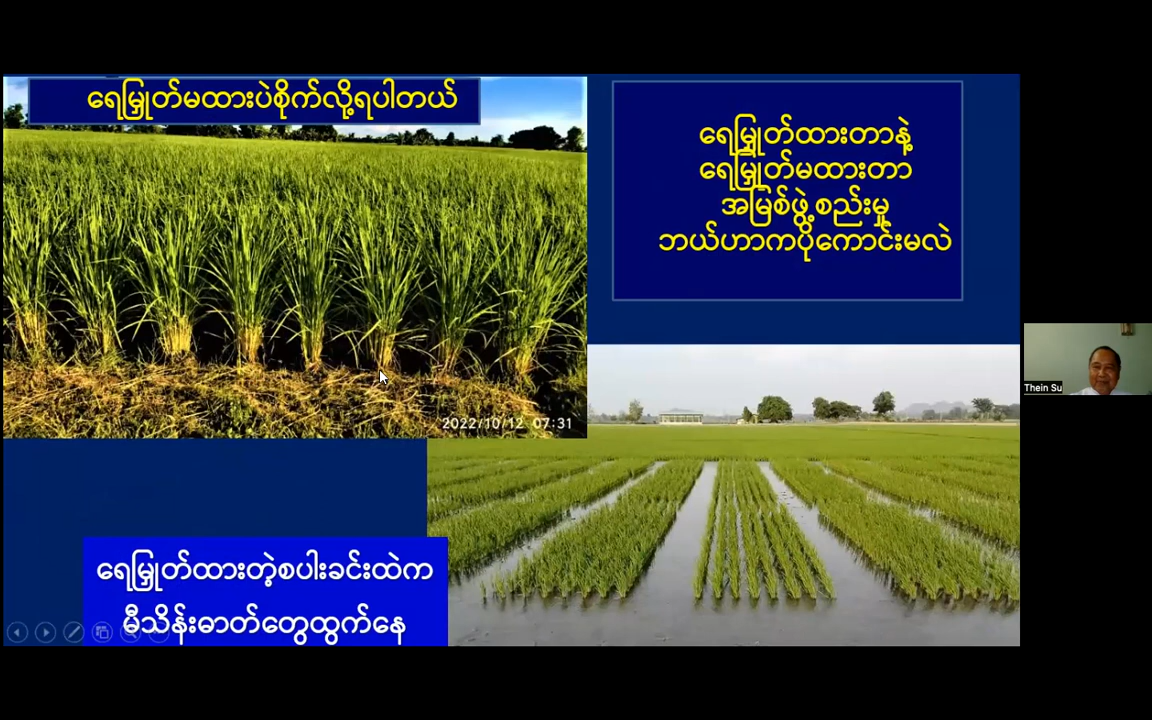 ရေမြှုတ်မထားပဲစိုက်လို့ရပါတယ်
ရေမြှုတ်ထားတာနဲ့
ရေမြှုတ်မထားတာ
အမြစ်ဖွဲ့စည်းမှု
ဘယ်ဟာကပိုကောင်းမလဲ
Thein Su
2022/10/12 07:31
ရေမြှုတ်ထားတဲ့စပါးခင်းထဲက
မီသိန်းဓာတ်တွေထွက်နေ